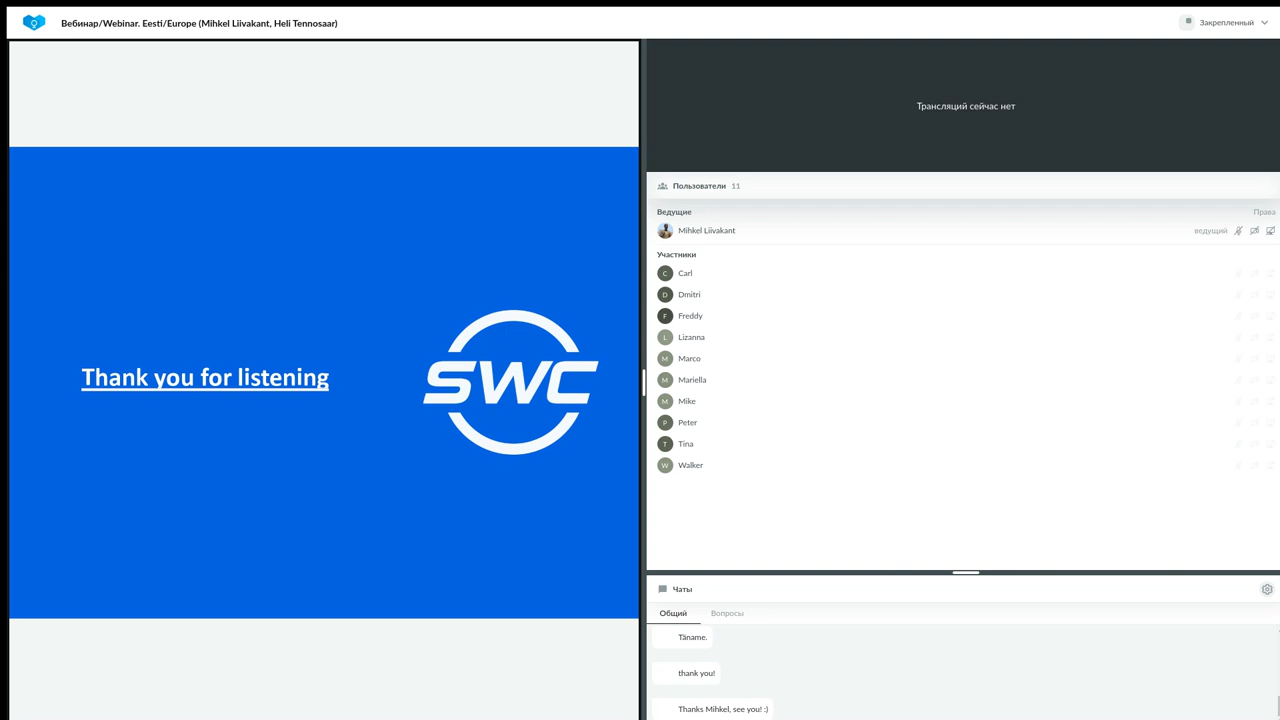 Вебинар/Webinar. Eesti/Europe (Mihkel Liivakant, Heli Tennosaar)
Закрепленный
Thank you for listening
SWC
Трансляций сейчас нет
Пользователи 11
Ведущие Права
Mihkel Liivakant ведущий
Участники
C Carl
D Dmitri
F Freddy
L Lizanna
M Marco
M Mariella
M Mike
P Peter
T Tina
W Walker
Чаты
Общий Вопросы
Täname.
thank you!
Thanks Mihkel, see you! :)